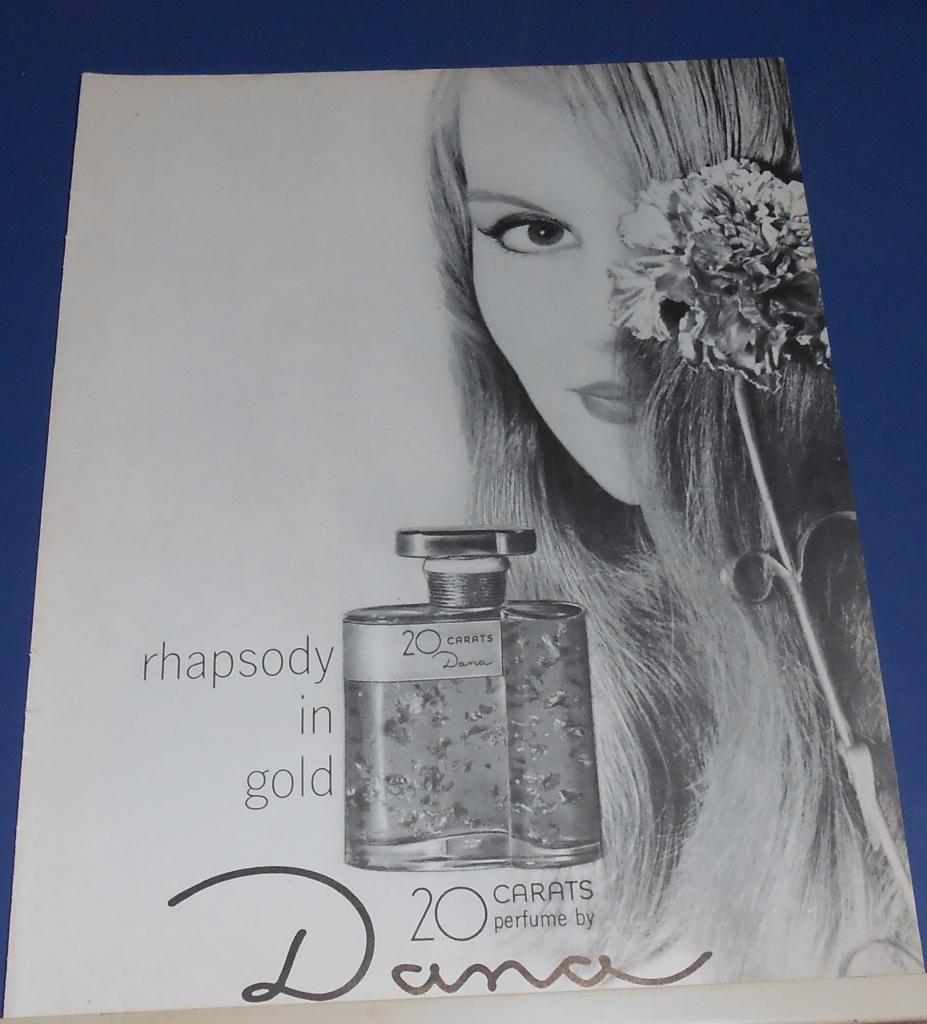 20 CARATS
Dana
rhapsody
in
gold
20 CARATS
perfume by
Dana